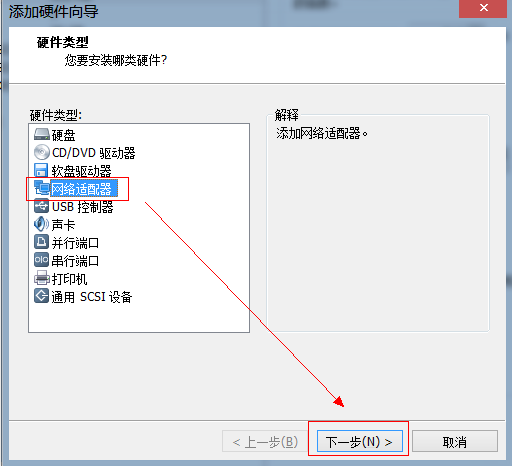 添加硬件向导
硬件类型
您要安装哪类硬件?
硬件类型:
硬盘
CD/DVD 驱动器
软盘驱动器
网络适配器
USB 控制器
声卡
并行端口
串行端口
打印机
通用 SCSI 设备
解释
添加网络适配器。
< 上一步(B)
下一步(N) >
取消